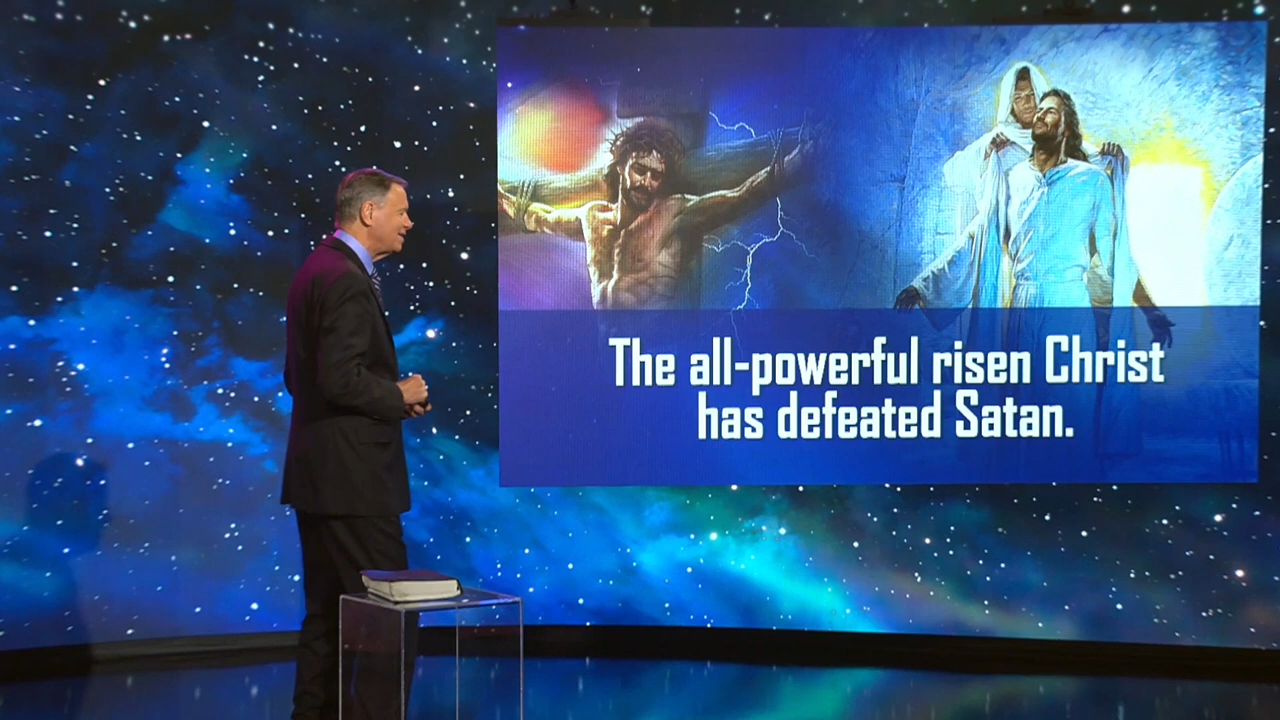 The all-powerful risen Christ
has defeated Satan.